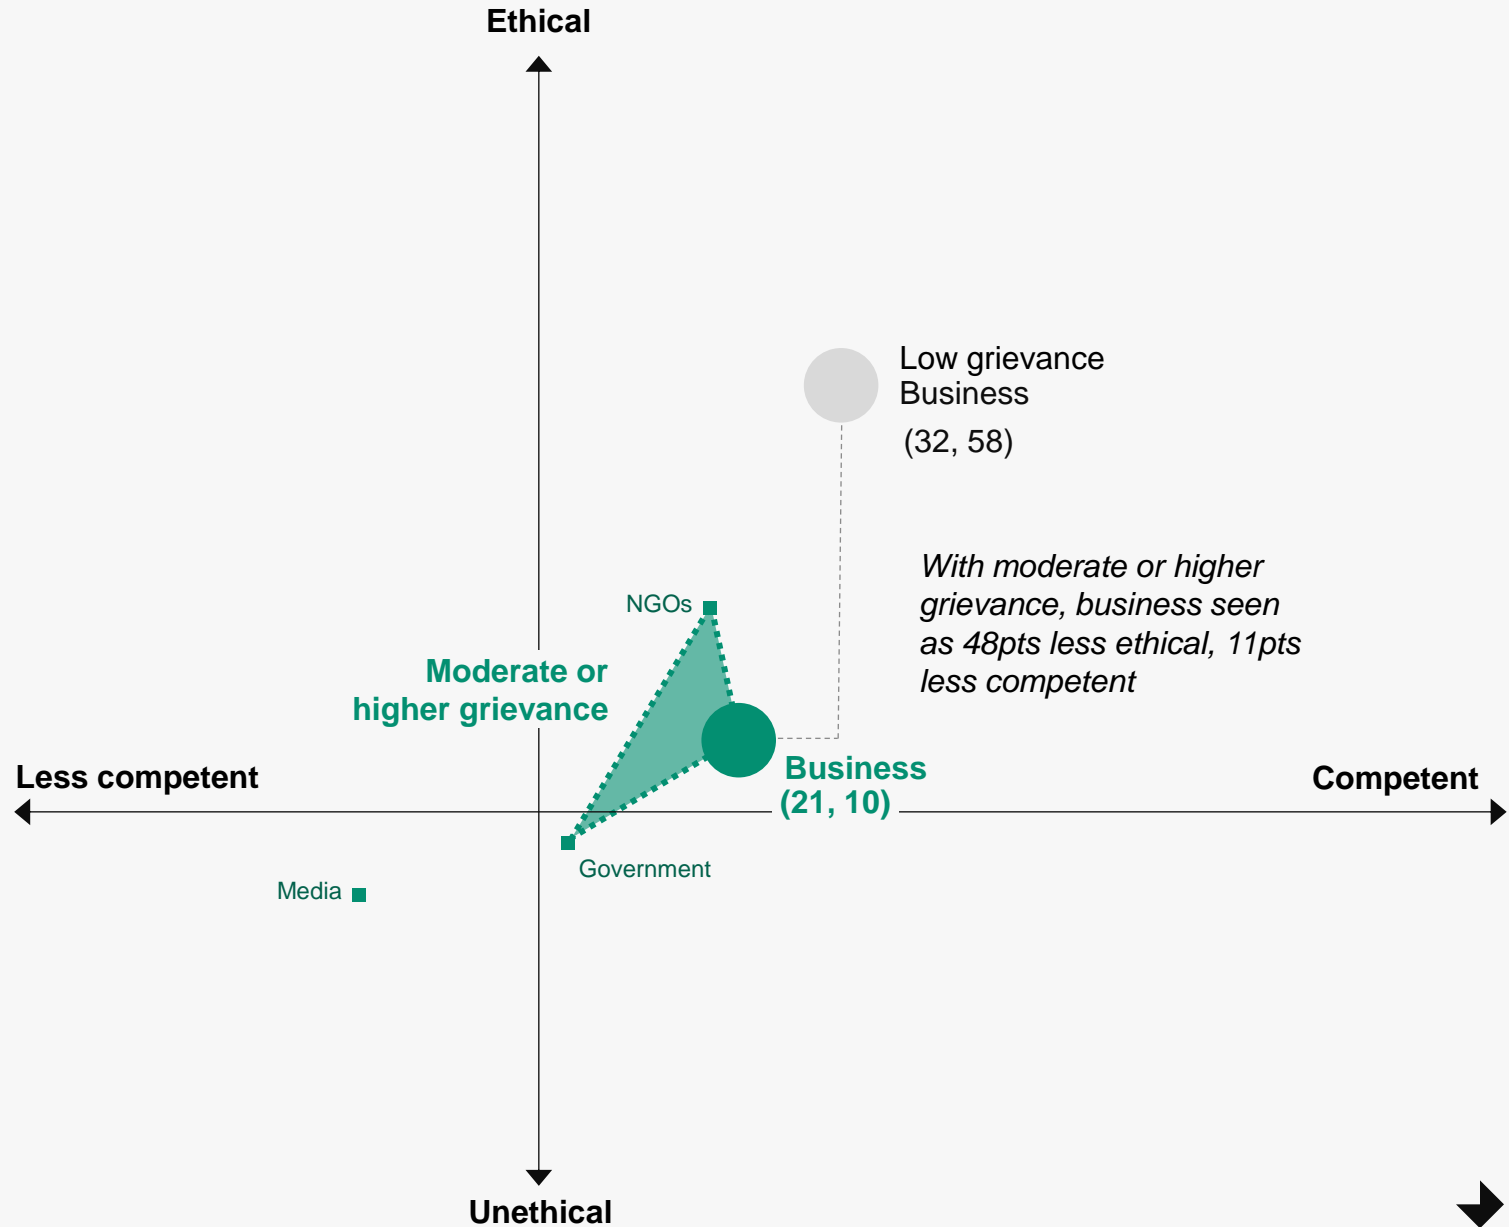 Ethical
Low grievance
Business
(32, 58)
With moderate or higher
grievance, business seen
as 48pts less ethical, 11pts
less competent
NGOs
Moderate or
higher grievance
Business
(21, 10)
Less competent
Competent
Government
Media
Unethical